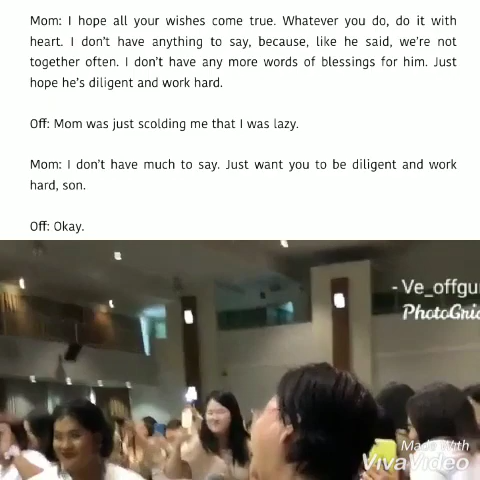 Mom: I hope all your wishes come true. Whatever you do, do it with
heart. I don't have anything to say, because, like he said, we're not
together often. I don't have any more words of blessings for him. Just
hope he's diligent and work hard.
Off: Mom was just scolding me that I was lazy.
Mom: I don't have much to say. Just want you to be diligent and work
hard, son.
Off: Okay.
- Ve_offgu
PhotoGrid
Made With
VivaVideo